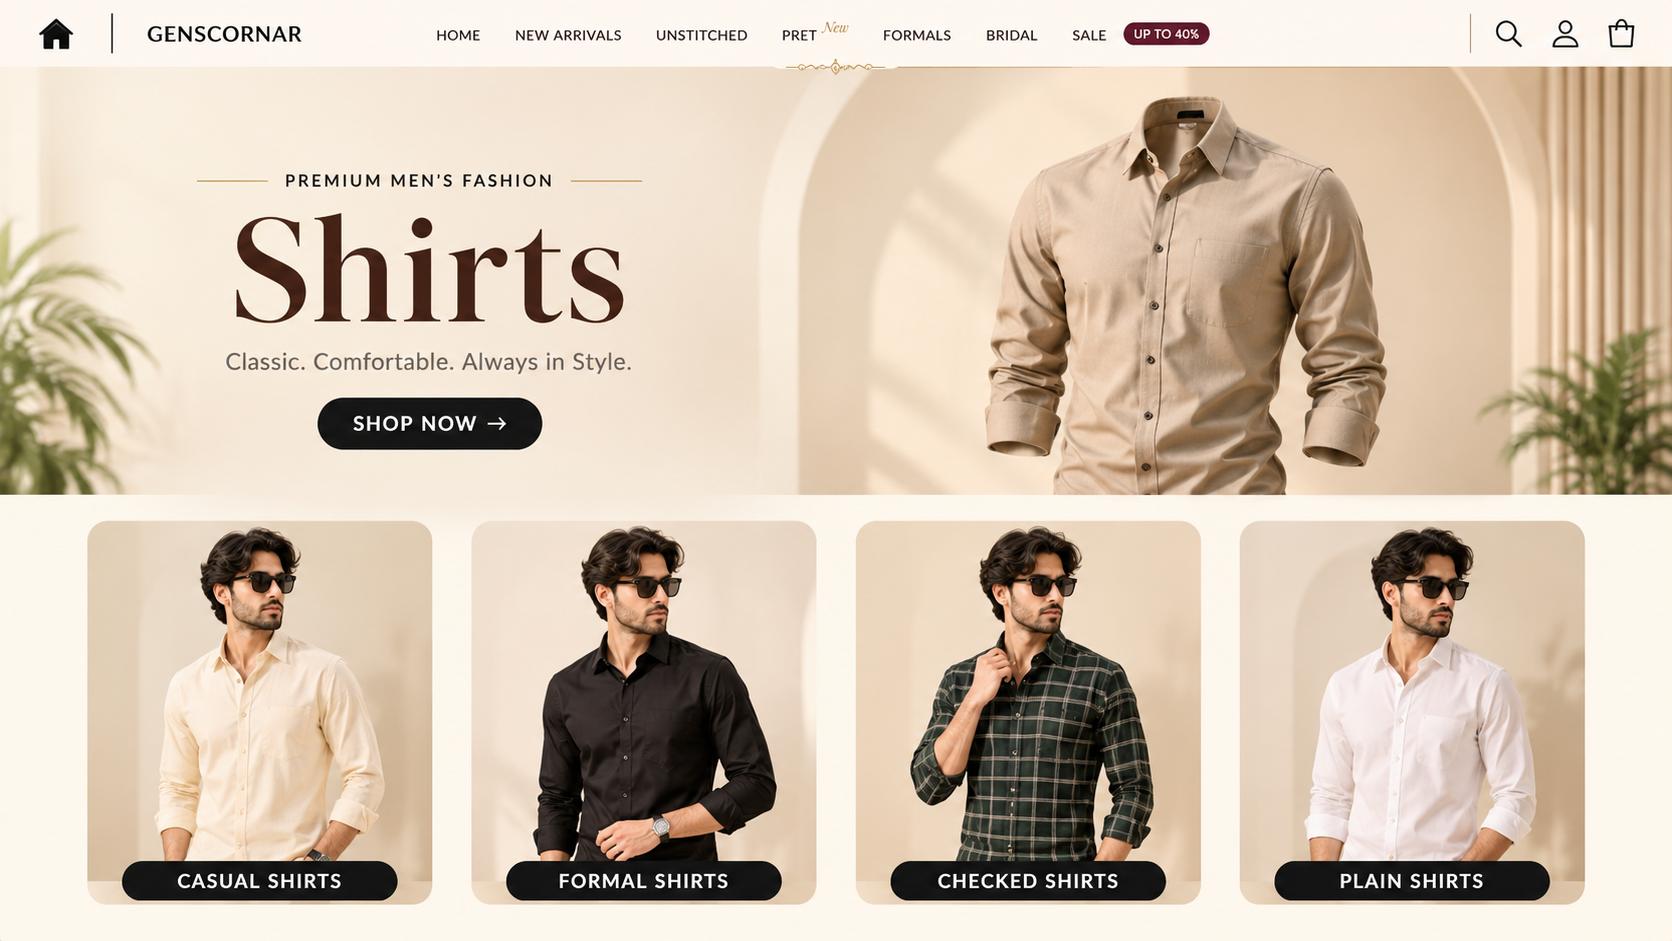 GENSCORNAR
HOME NEW ARRIVALS UNSTITCHED PRET New FORMALS BRIDAL SALE UP TO 40%
PREMIUM MEN'S FASHION
Shirts
Classic. Comfortable. Always in Style.
SHOP NOW →
CASUAL SHIRTS
FORMAL SHIRTS
CHECKED SHIRTS
PLAIN SHIRTS